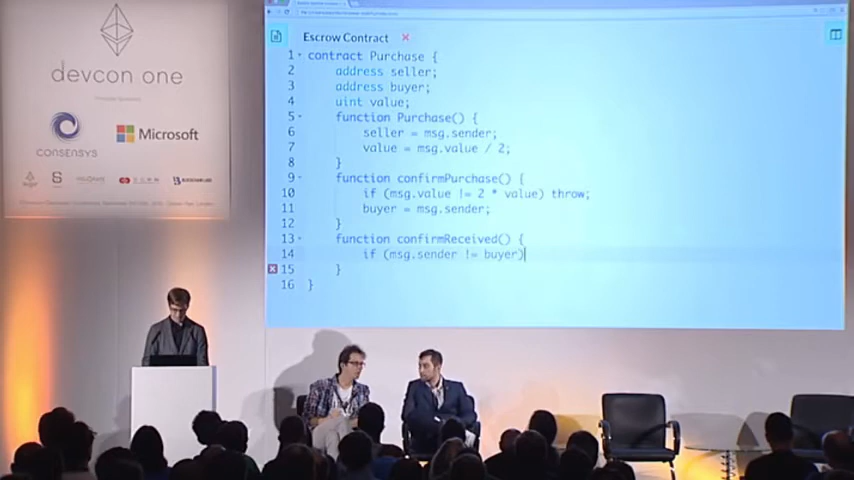 devcon one
CONSENSYS
Microsoft
Escrow Contract
1 contract Purchase {
2 address seller;
3 address buyer;
4 uint value;
5 function Purchase() {
6 seller = msg.sender;
7 value = msg.value / 2;
8 }
9 function confirmPurchase() {
10 if (msg.value != 2 * value) throw;
11 buyer = msg.sender;
12 }
13 function confirmReceived() {
14 if (msg.sender != buyer)
15 }
16 }